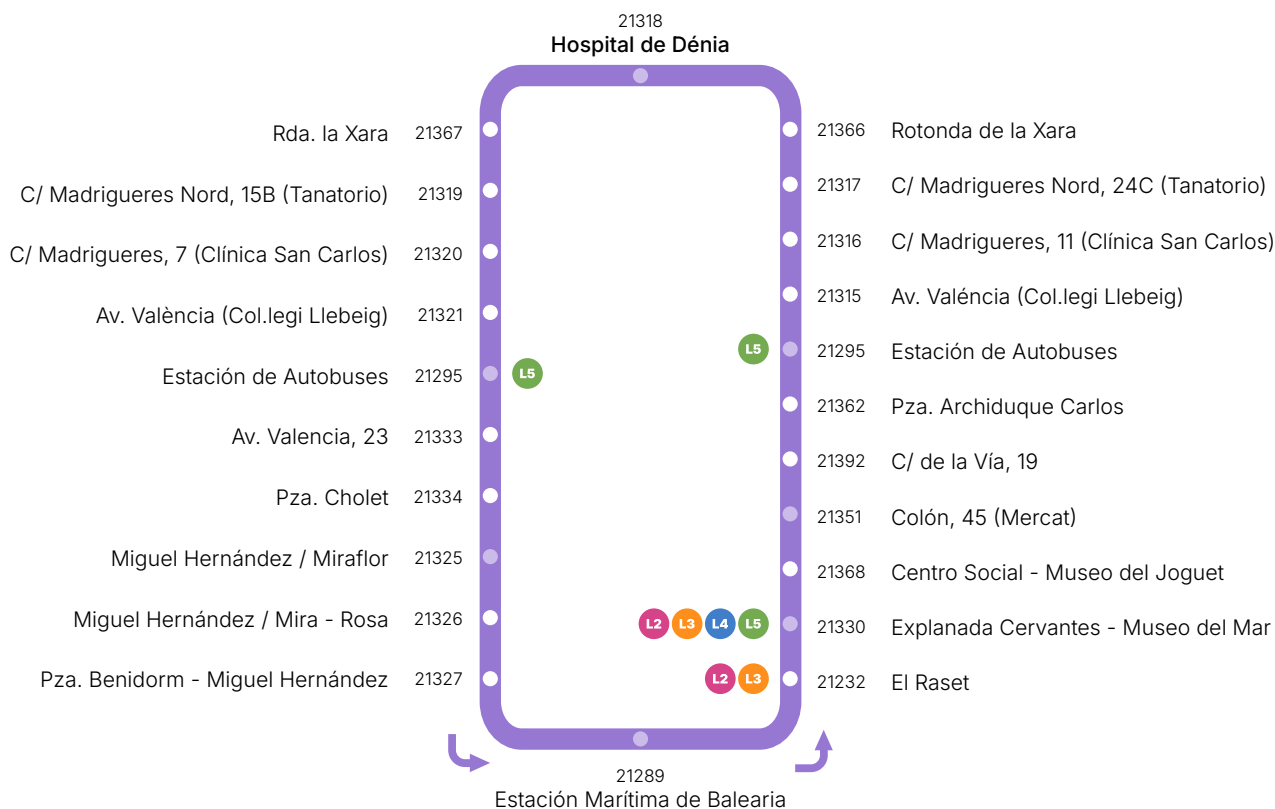 21318
Hospital de Dénia
Rda. la Xara 21367
C/ Madrigueres Nord, 15B (Tanatorio) 21319
C/ Madrigueres, 7 (Clínica San Carlos) 21320
Av. València (Col.legi Llebeig) 21321
Estación de Autobuses 21295 L5
Av. Valencia, 23 21333
Pza. Cholet 21334
Miguel Hernández / Miraflor 21325
Miguel Hernández / Mira - Rosa 21326
Pza. Benidorm - Miguel Hernández 21327
21366 Rotonda de la Xara
21317 C/ Madrigueres Nord, 24C (Tanatorio)
21316 C/ Madrigueres, 11 (Clínica San Carlos)
21315 Av. Valéncia (Col.legi Llebeig)
L5 21295 Estación de Autobuses
21362 Pza. Archiduque Carlos
21392 C/ de la Vía, 19
21351 Colón, 45 (Mercat)
21368 Centro Social - Museo del Joguet
L2 L3 L4 L5 21330 Explanada Cervantes - Museo del Mar
L2 L3 21232 El Raset
21289
Estación Marítima de Balearia